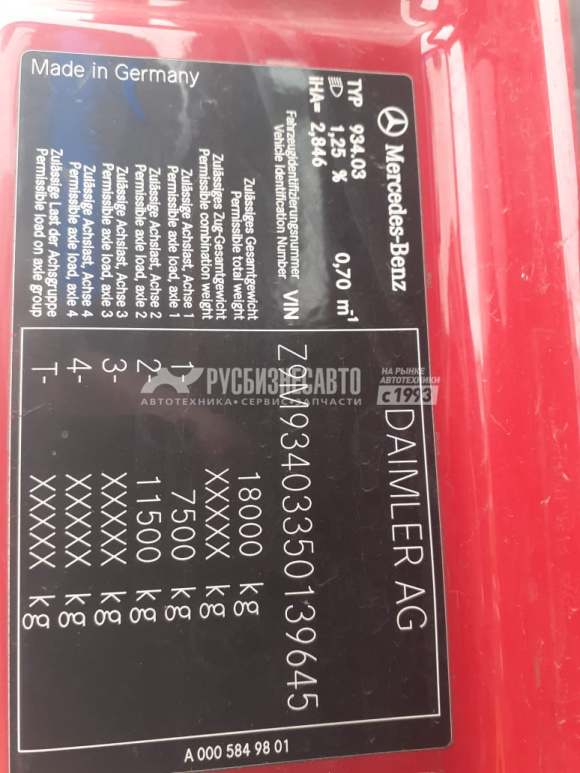 Mercedes-Benz
TYP 934.03
1,25 % 0,70 m⁻¹
iHA= 2,846
DAIMLER AG
Fahrzeugidentifizierungsnummer
Vehicle Identification Number VIN Z9M93403350139645
Zulässiges Gesamtgewicht
Permissible total weight 18000 kg
Zulässiges Zug-Gesamtgewicht
Permissible combination weight XXXXX kg
Zulässige Achslast, Achse 1
Permissible axle load, axle 1 1- 7500 kg
Zulässige Achslast, Achse 2
Permissible axle load, axle 2 2- 11500 kg
Zulässige Achslast, Achse 3
Permissible axle load, axle 3 3- XXXXX kg
Zulässige Achslast, Achse 4
Permissible axle load, axle 4 4- XXXXX kg
Zulässige Last der Achsgruppe
Permissible load on axle group T- XXXXX kg
Made in Germany
A 000 584 98 01
РУСБИЗНЕСАВТО
АВТОТЕХНИКА • СЕРВИС • ЗАПЧАСТИ
НА РЫНКЕ
АВТОТЕХНИКИ
с 1993